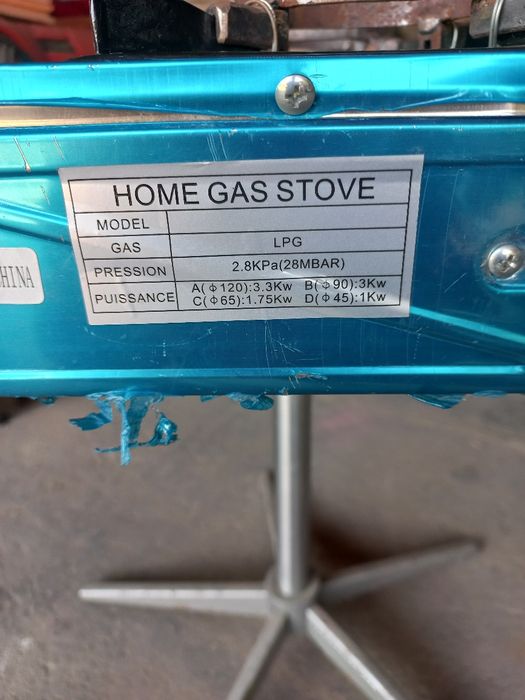 HOME GAS STOVE
MODEL
GAS LPG
PRESSION 2.8KPa(28MBAR)
PUISSANCE A(Φ120):3.3Kw B(Φ90):3Kw
C(Φ65):1.75Kw D(Φ45):1Kw
HINA